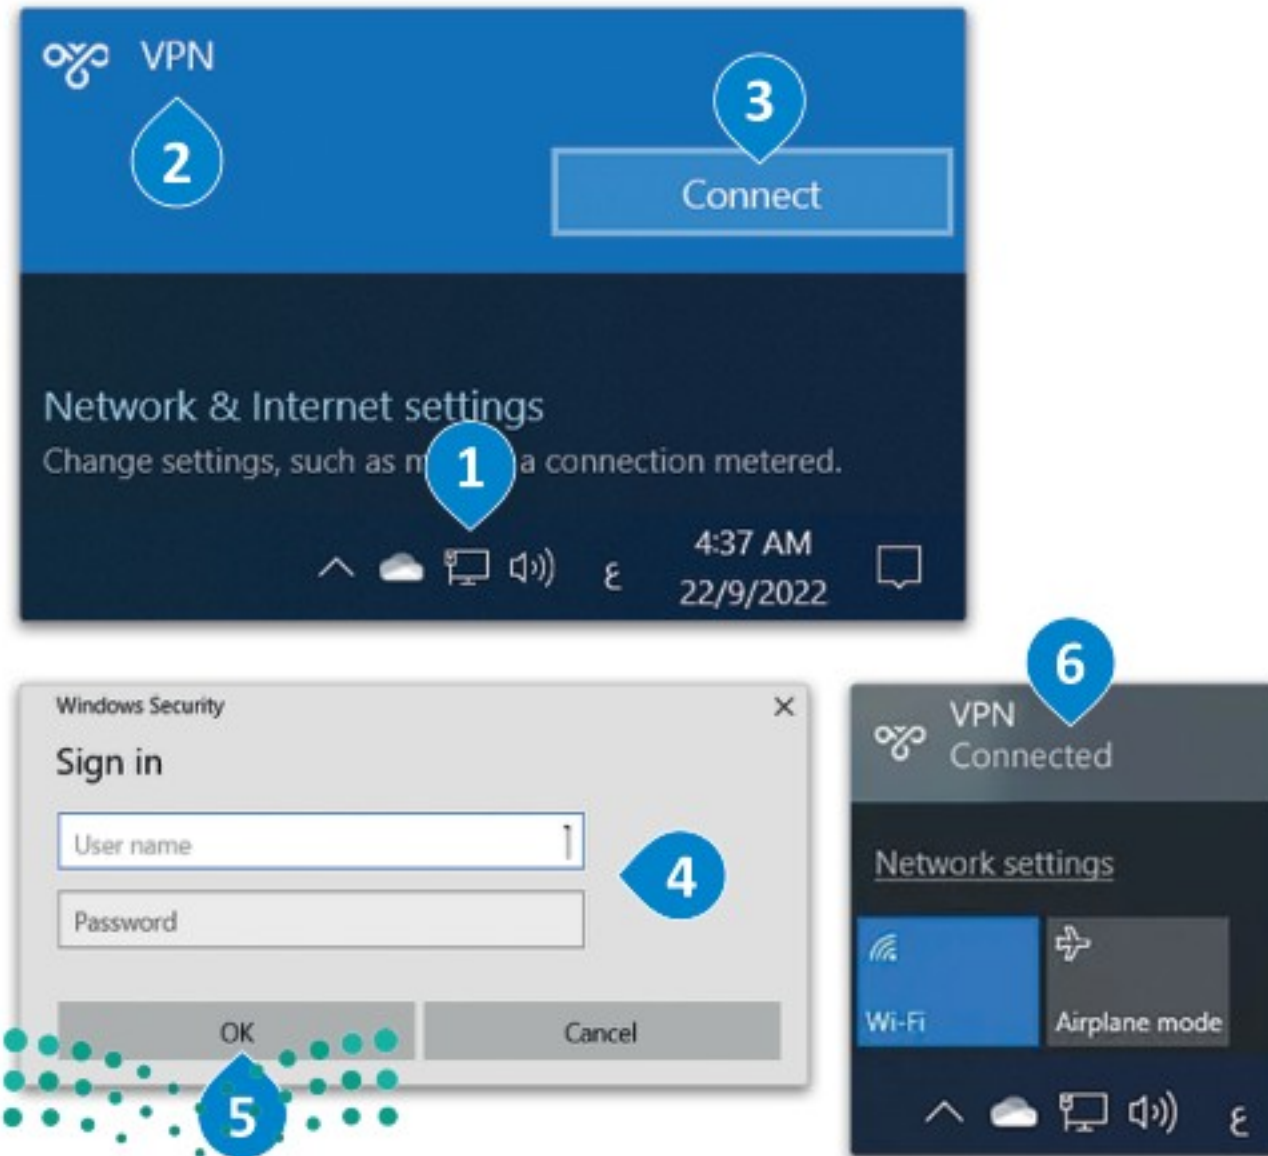 VPN
2
3
Connect
Network & Internet settings
Change settings, such as m
1
a connection metered.
ع
4:37 AM
22/9/2022
Windows Security
Sign in
User name
Password
4
OK
Cancel
5
6
VPN
Connected
Network settings
Wi-Fi
Airplane mode
ع